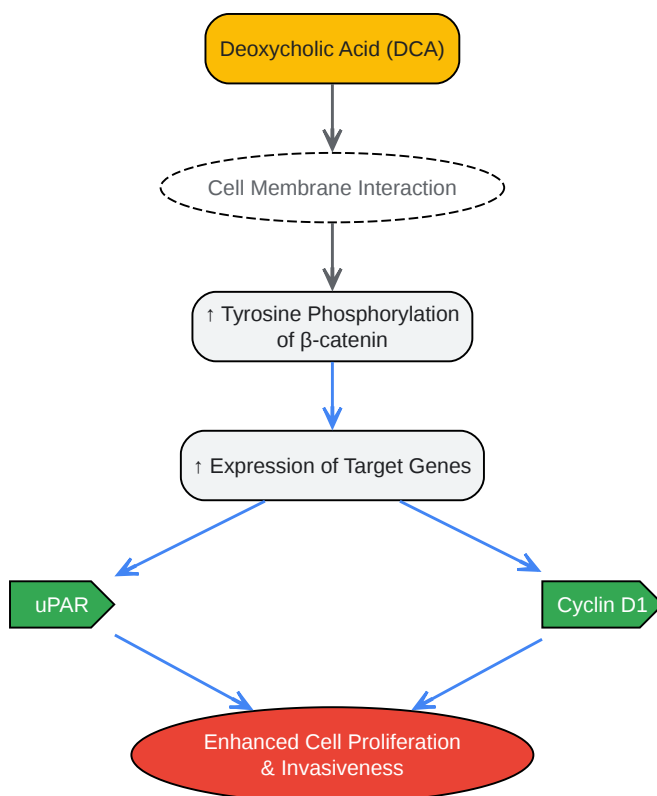 Deoxycholic Acid (DCA)
Cell Membrane Interaction
↑ Tyrosine Phosphorylation
of β-catenin
↑ Expression of Target Genes
uPAR
Cyclin D1
Enhanced Cell Proliferation
& Invasiveness